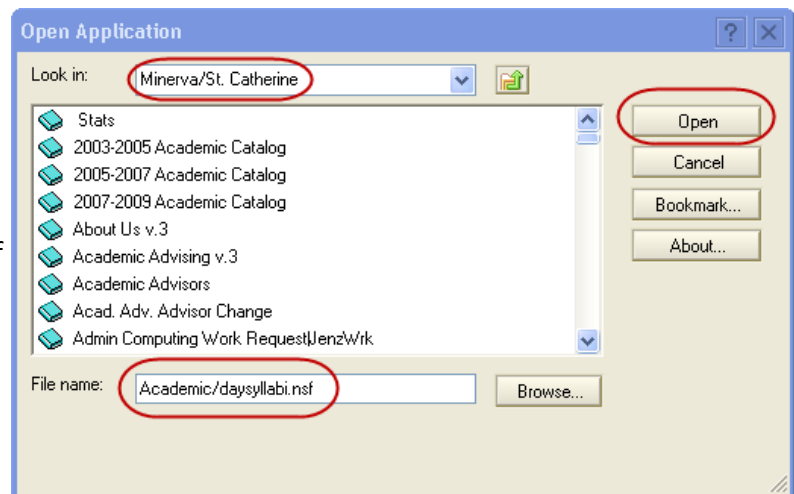 Open Application
Look in:
Minerva/St. Catherine
Stats
2003-2005 Academic Catalog
2005-2007 Academic Catalog
2007-2009 Academic Catalog
About Us v.3
Academic Advising v.3
Academic Advisors
Acad. Adv. Advisor Change
Admin Computing Work Request|JenzWrk
Open
Cancel
Bookmark...
About...
File name:
Academic/daysyllabi.nsf
Browse...